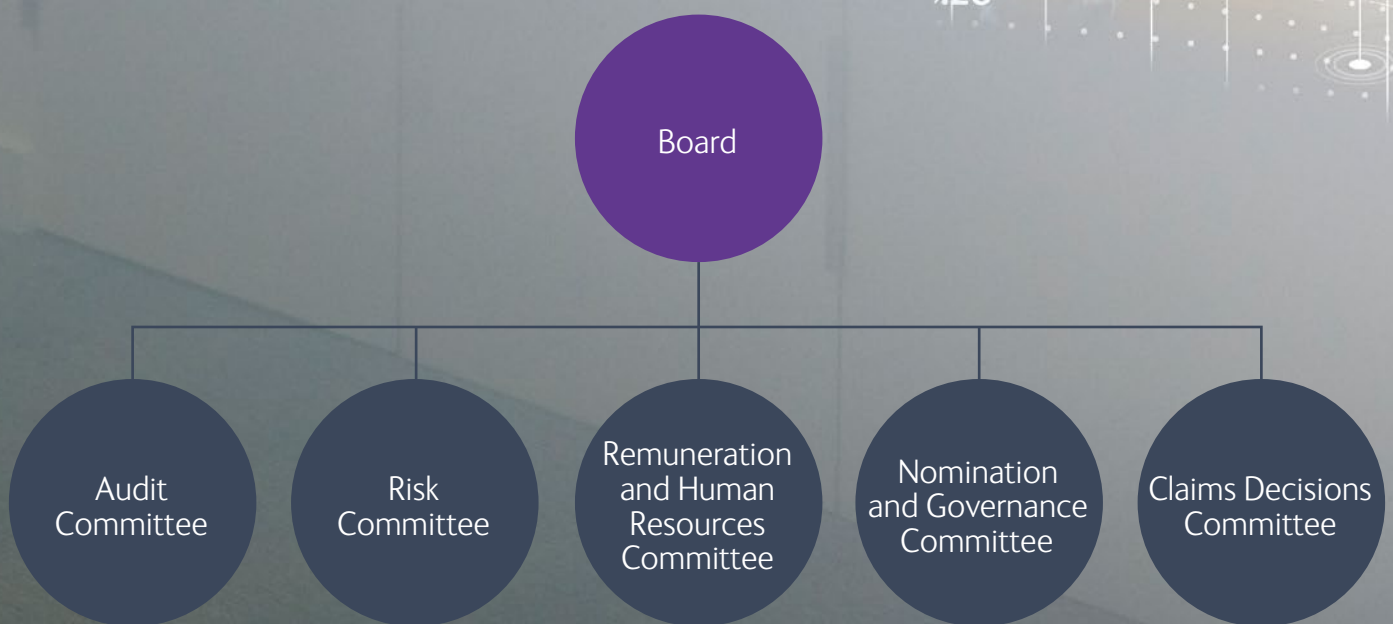 Board
Audit
Committee
Risk
Committee
Remuneration
and Human
Resources
Committee
Nomination
and Governance
Committee
Claims Decisions
Committee